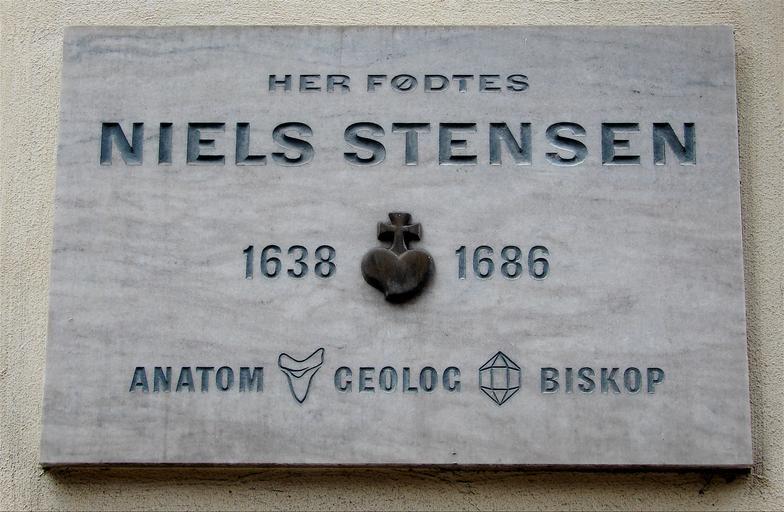 HER FØDTES
NIELS STENSEN
1638 1686
ANATOM GEOLOG BISKOP